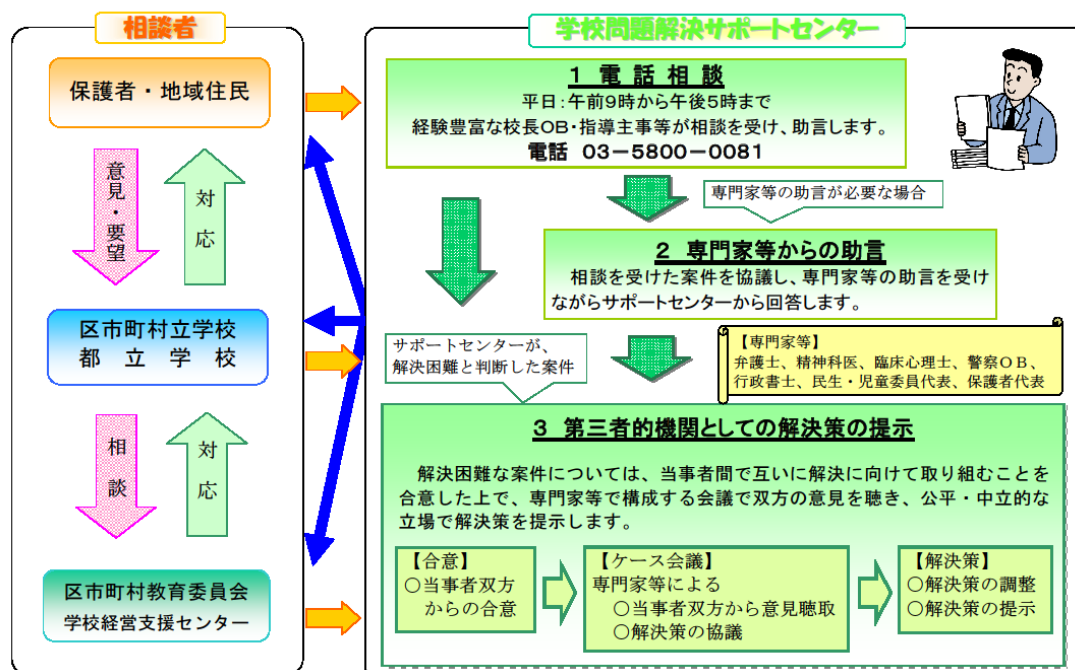 相談者
保護者・地域住民
意見・要望
対応
区市町村立学校
都立学校
相談
対応
区市町村教育委員会
学校経営支援センター
学校問題解決サポートセンター
1 電話相談
平日：午前9時から午後5時まで
経験豊富な校長OB・指導主事等が相談を受け、助言します。
電話 03－5800－0081
専門家等の助言が必要な場合
2 専門家等からの助言
相談を受けた案件を協議し、専門家等の助言を受け
ながらサポートセンターから回答します。
サポートセンターが、
解決困難と判断した案件
【専門家等】
弁護士、精神科医、臨床心理士、警察ＯＢ、
行政書士、民生・児童委員代表、保護者代表
3 第三者的機関としての解決策の提示
解決困難な案件については、当事者間で互いに解決に向けて取り組むことを
合意した上で、専門家等で構成する会議で双方の意見を聴き、公平・中立的な
立場で解決策を提示します。
【合意】
○当事者双方
からの合意
【ケース会議】
専門家等による
○当事者双方から意見聴取
○解決策の協議
【解決策】
○解決策の調整
○解決策の提示